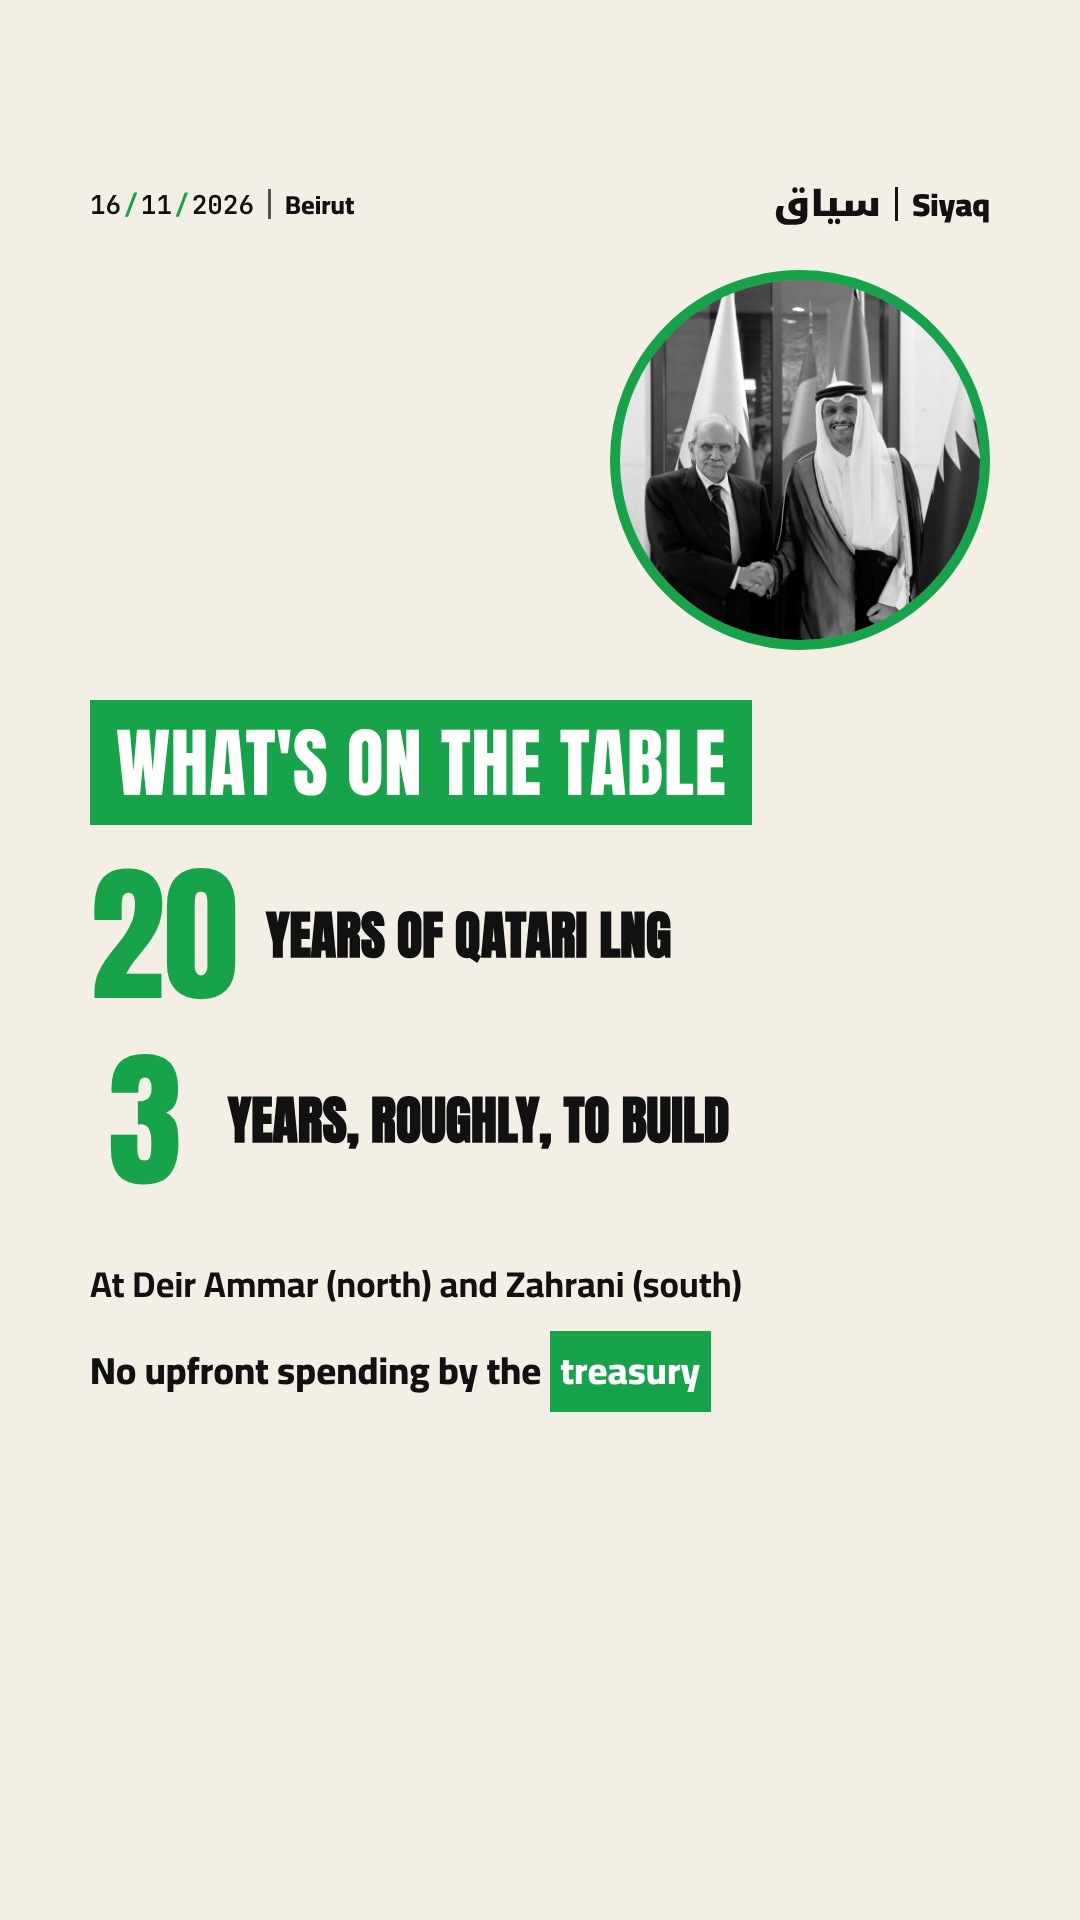 16/11/2026 | Beirut
سياق | Siyaq
WHAT'S ON THE TABLE
20 YEARS OF QATARI LNG
3 YEARS, ROUGHLY, TO BUILD
At Deir Ammar (north) and Zahrani (south)
No upfront spending by the treasury